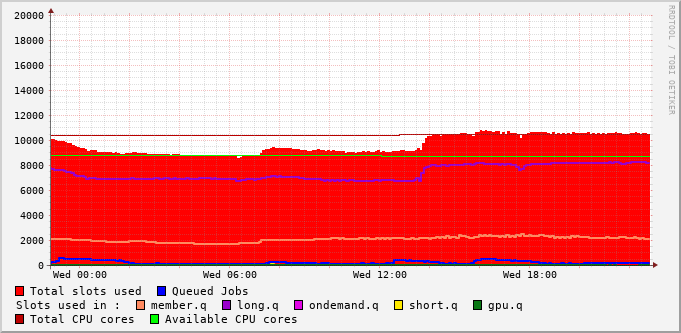 20000
18000
16000
14000
12000
10000
8000
6000
4000
2000
0
Wed 00:00 Wed 06:00 Wed 12:00 Wed 18:00
RRDTOOL / TOBI OETIKER
Total slots used Queued Jobs
Slots used in : member.q long.q ondemand.q short.q gpu.q
Total CPU cores Available CPU cores